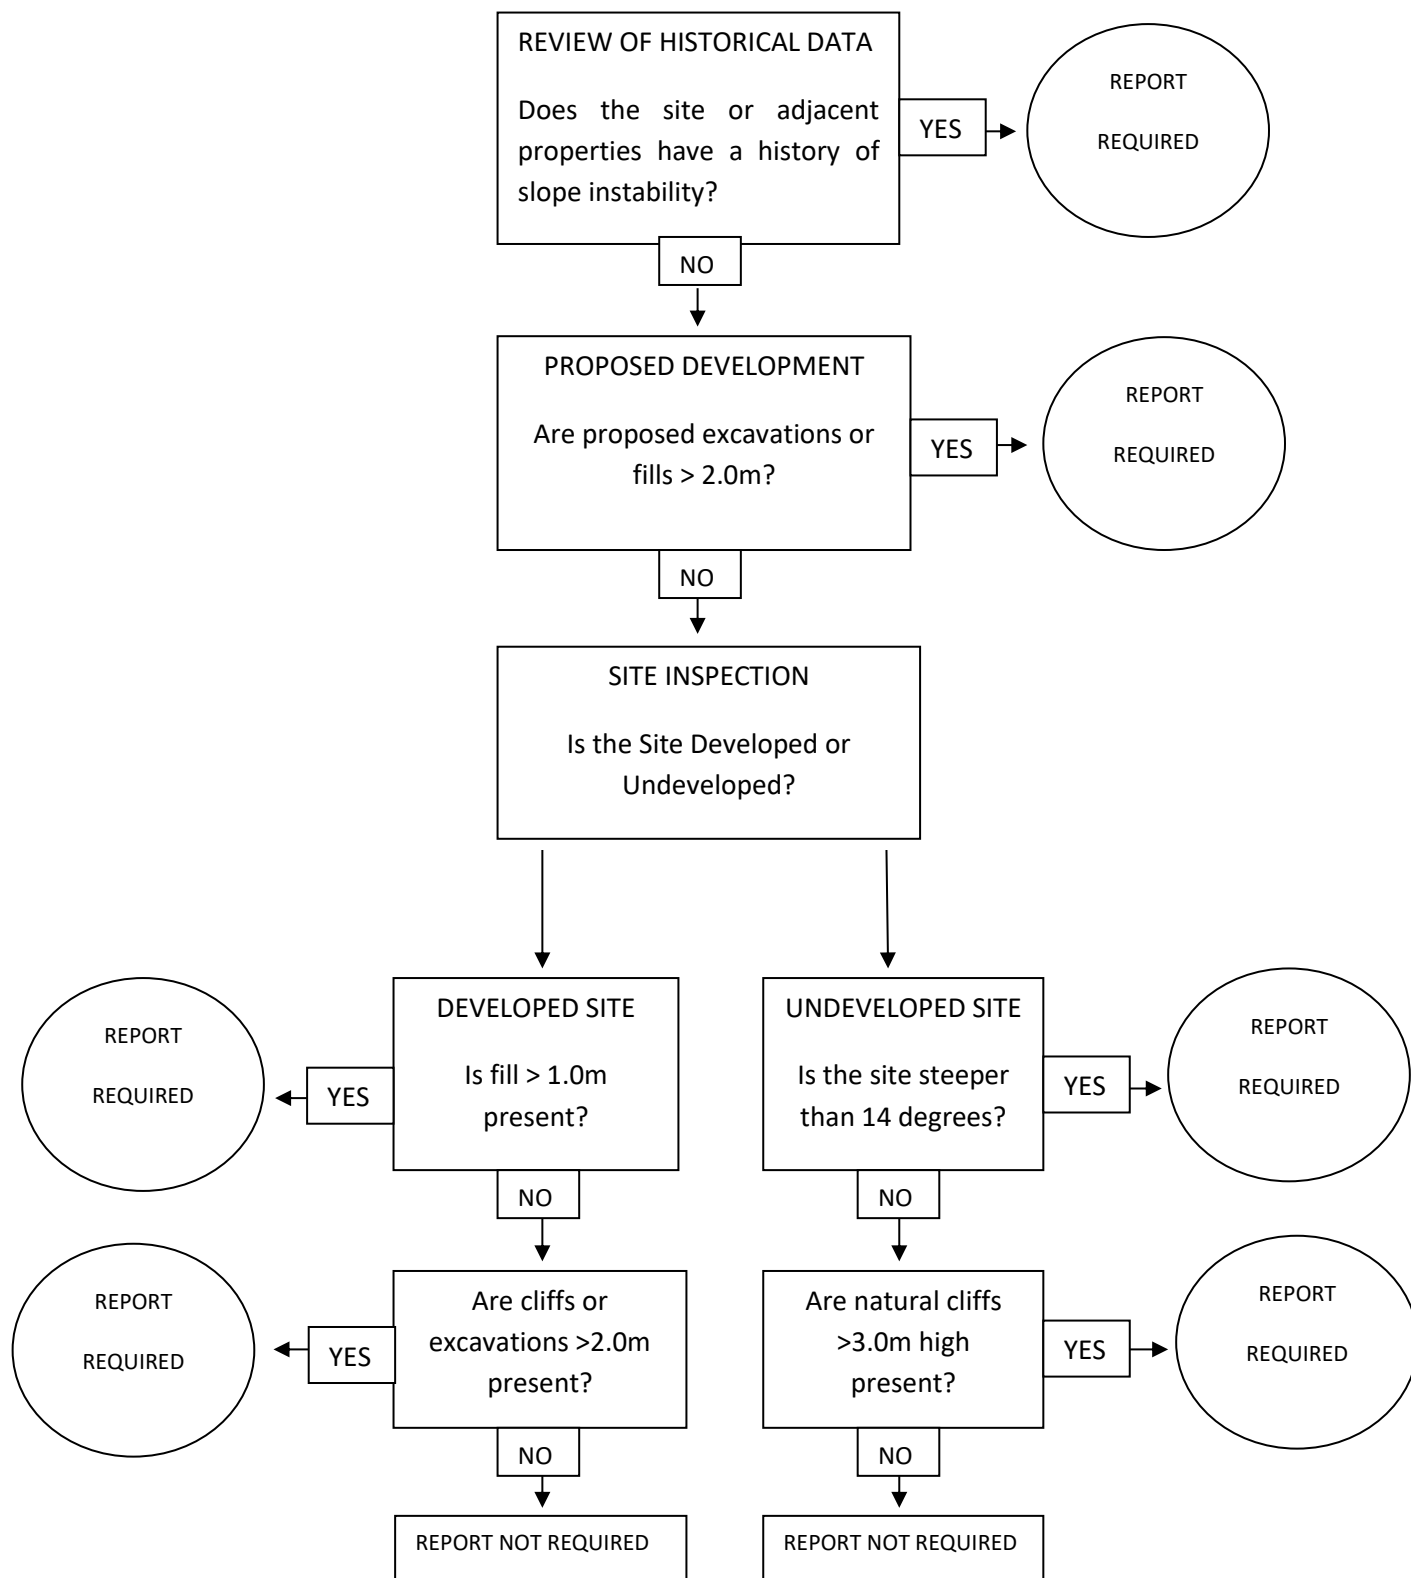 REVIEW OF HISTORICAL DATA
Does the site or adjacent
properties have a history of
slope instability?
YES
REPORT
REQUIRED
NO
PROPOSED DEVELOPMENT
Are proposed excavations or
fills > 2.0m?
YES
REPORT
REQUIRED
NO
SITE INSPECTION
Is the Site Developed or
Undeveloped?
DEVELOPED SITE
Is fill > 1.0m
present?
YES
REPORT
REQUIRED
NO
UNDEVELOPED SITE
Is the site steeper
than 14 degrees?
YES
REPORT
REQUIRED
NO
Are cliffs or
excavations >2.0m
present?
YES
REPORT
REQUIRED
NO
REPORT NOT REQUIRED
Are natural cliffs
>3.0m high
present?
YES
REPORT
REQUIRED
NO
REPORT NOT REQUIRED